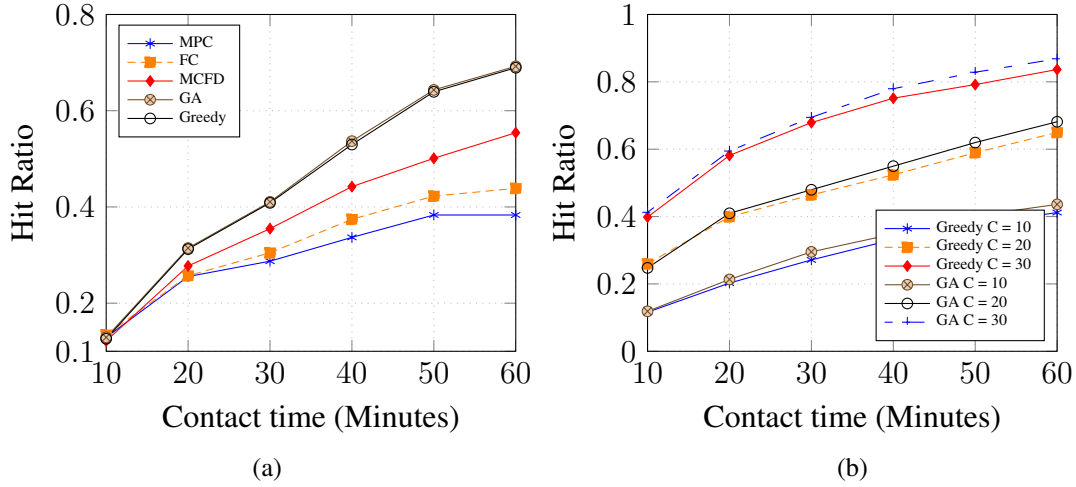 0.8
0.6
0.4
0.2
0.1
10 20 30 40 50 60
Hit Ratio
Contact time (Minutes)
MPC
FC
MCFD
GA
Greedy
(a)
1
0.8
0.6
0.4
0.2
0
10 20 30 40 50 60
Hit Ratio
Contact time (Minutes)
Greedy C = 10
Greedy C = 20
Greedy C = 30
GA C = 10
GA C = 20
GA C = 30
(b)